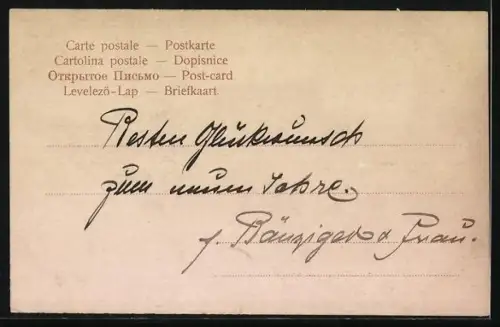 Carte postale — Postkarte
Cartolina postale — Dopisnice
Открытое Письмо — Post-card
Levelező-Lap — Briefkaart
Besten Glückwunsch
zum neuen Jahre.
f. Bänziger & Frau.